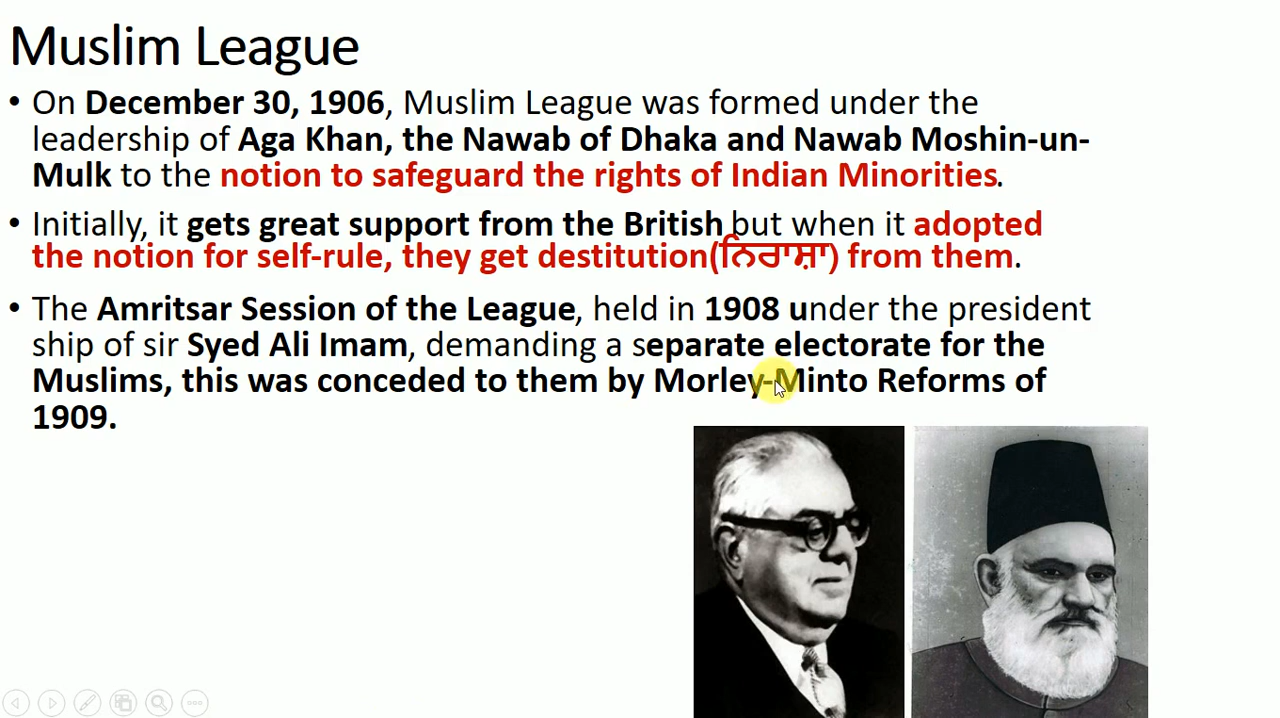 Muslim League
• On December 30, 1906, Muslim League was formed under the
leadership of Aga Khan, the Nawab of Dhaka and Nawab Moshin-un-
Mulk to the notion to safeguard the rights of Indian Minorities.
• Initially, it gets great support from the British but when it adopted
the notion for self-rule, they get destitution(ਨਿਰਾਸ਼ਾ) from them.
• The Amritsar Session of the League, held in 1908 under the president
ship of sir Syed Ali Imam, demanding a separate electorate for the
Muslims, this was conceded to them by Morley-Minto Reforms of
1909.